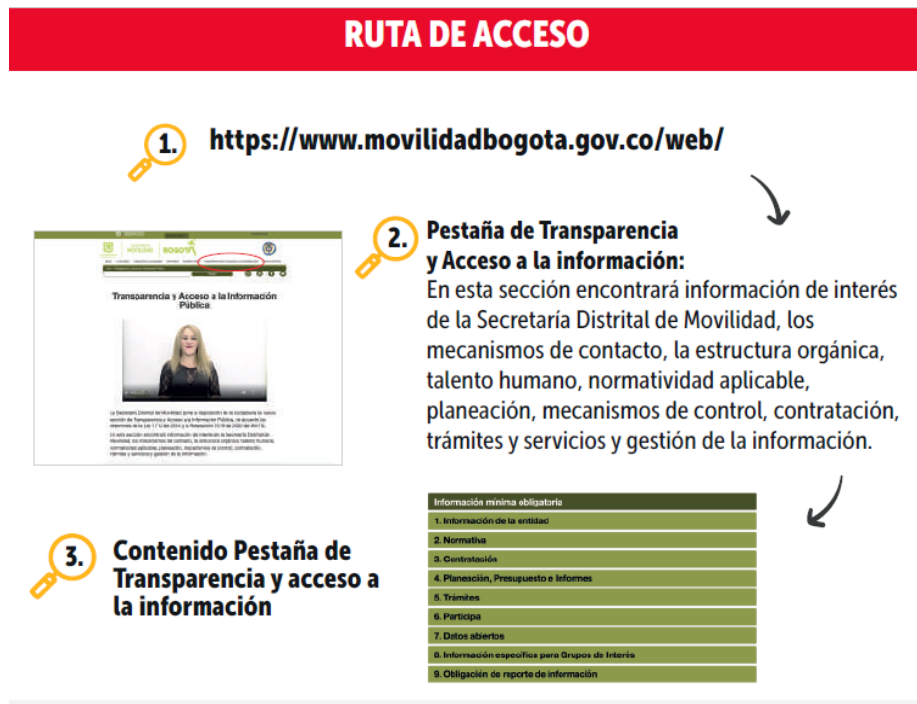 RUTA DE ACCESO
1. https://www.movilidadbogota.gov.co/web/
2. Pestaña de Transparencia
y Acceso a la información:
En esta sección encontrará información de interés
de la Secretaría Distrital de Movilidad, los
mecanismos de contacto, la estructura orgánica,
talento humano, normatividad aplicable,
planeación, mecanismos de control, contratación,
trámites y servicios y gestión de la información.
BOGOTÁ
Transparencia y Acceso a la Información
Pública
3. Contenido Pestaña de
Transparencia y acceso a
la información
Información mínima obligatoria
1. Información de la entidad
2. Normativa
3. Contratación
4. Planeación, Presupuesto e Informes
5. Trámites
6. Participa
7. Datos abiertos
8. Información específica para Grupos de Interés
9. Obligación de reporte de información